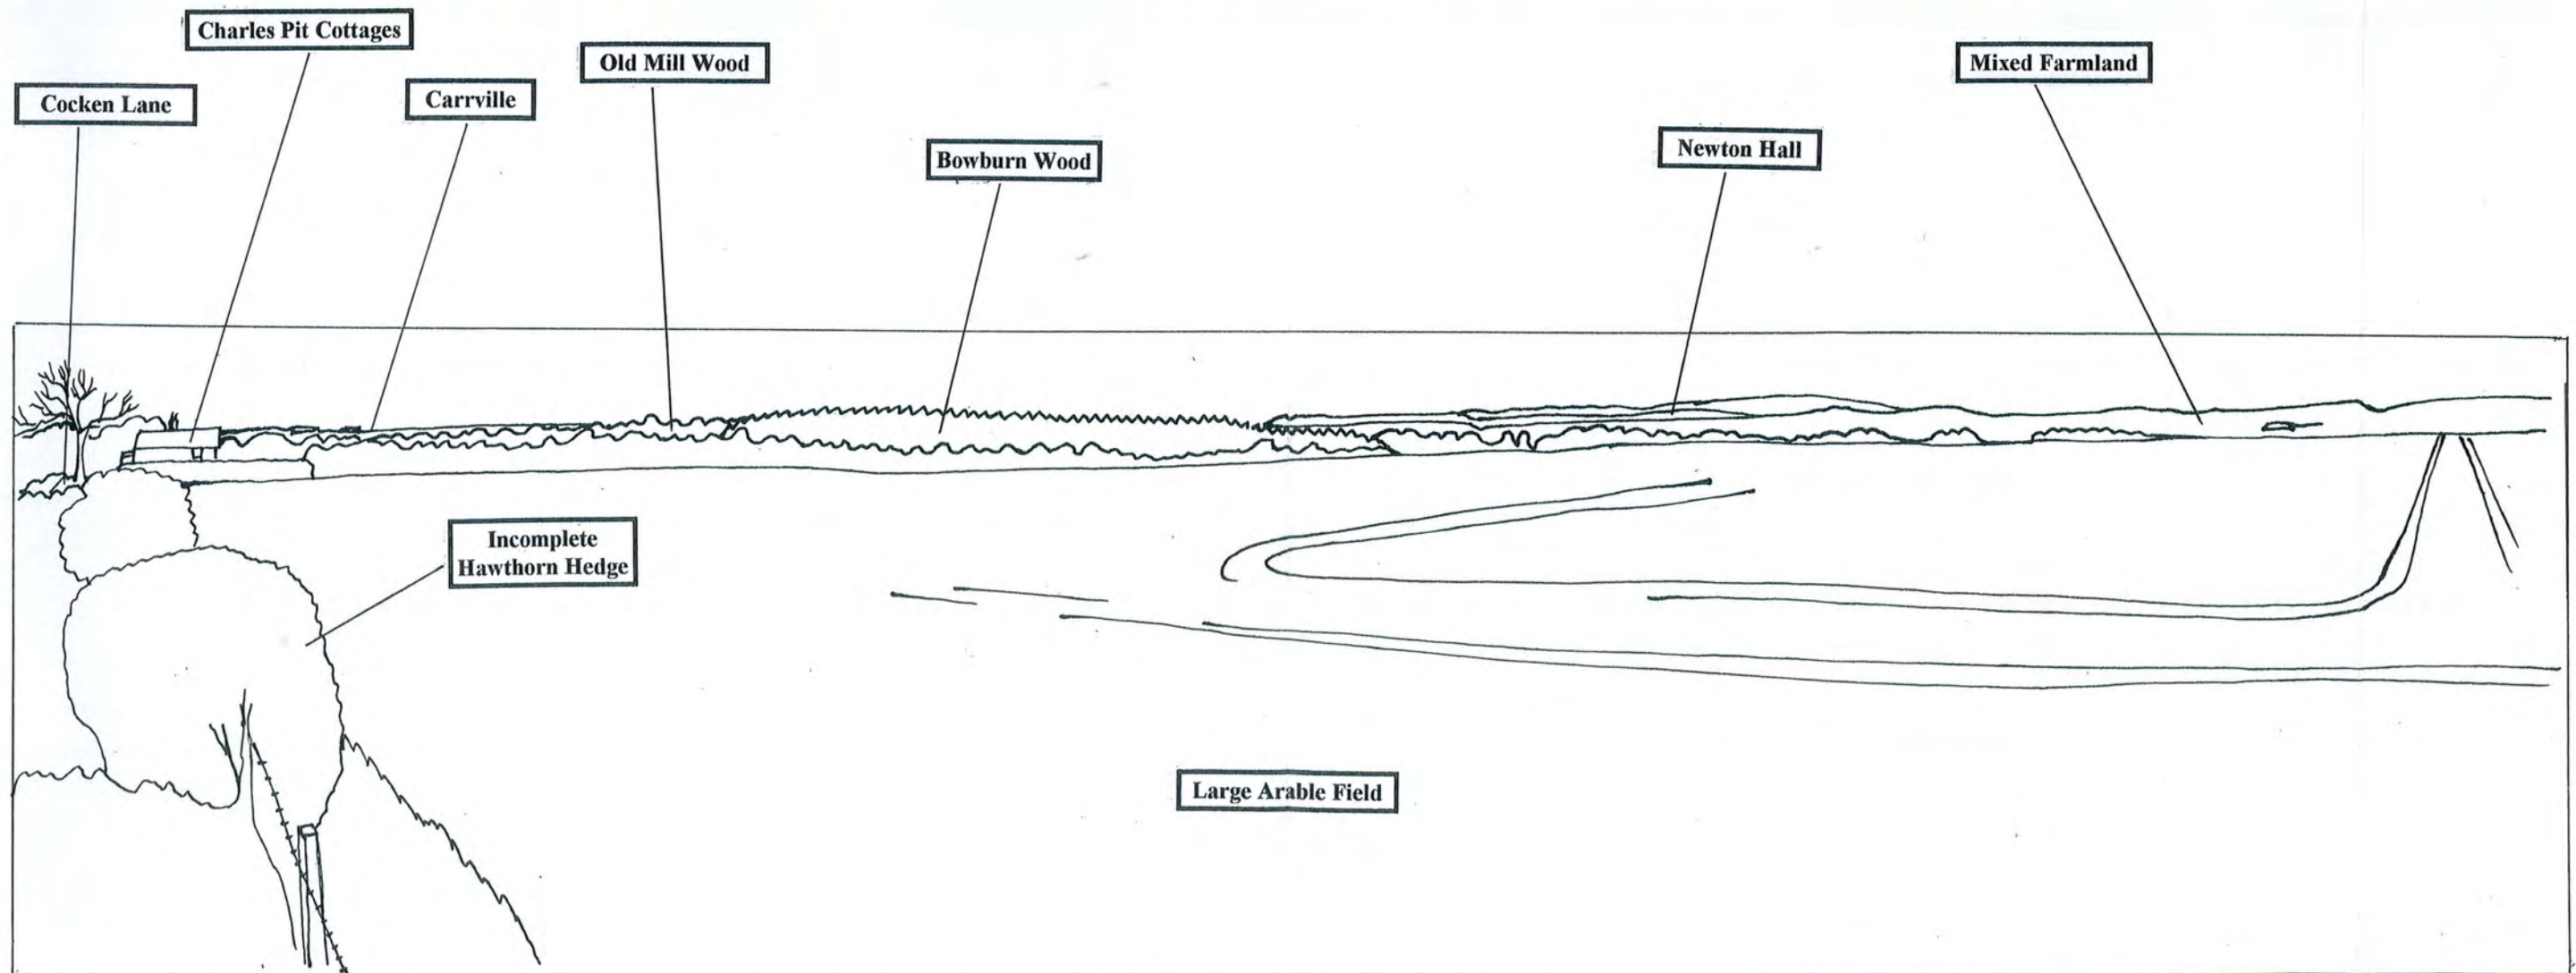 Charles Pit Cottages
Cocken Lane
Carrville
Old Mill Wood
Bowburn Wood
Newton Hall
Mixed Farmland
Incomplete
Hawthorn Hedge
Large Arable Field